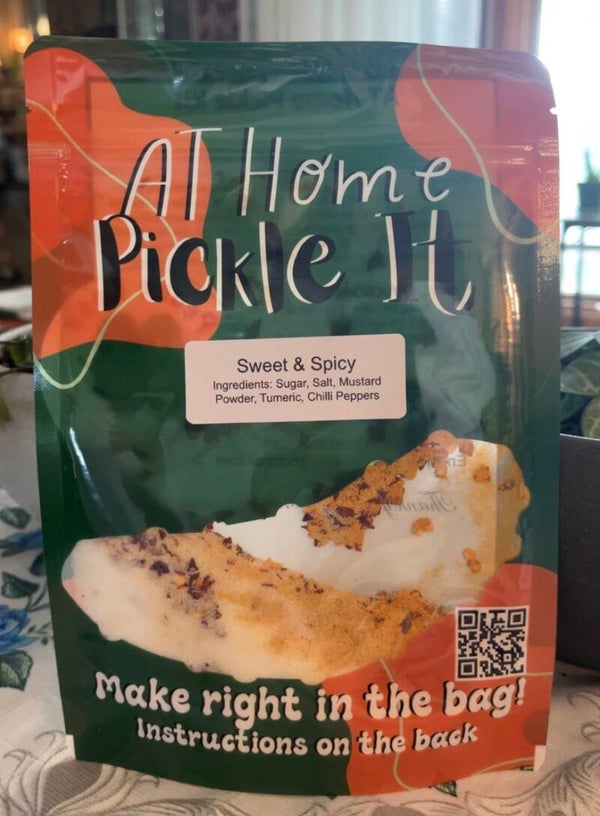 AT Home
Pickle It
Sweet & Spicy
Ingredients: Sugar, Salt, Mustard
Powder, Tumeric, Chilli Peppers
Make right in the bag!
Instructions on the back